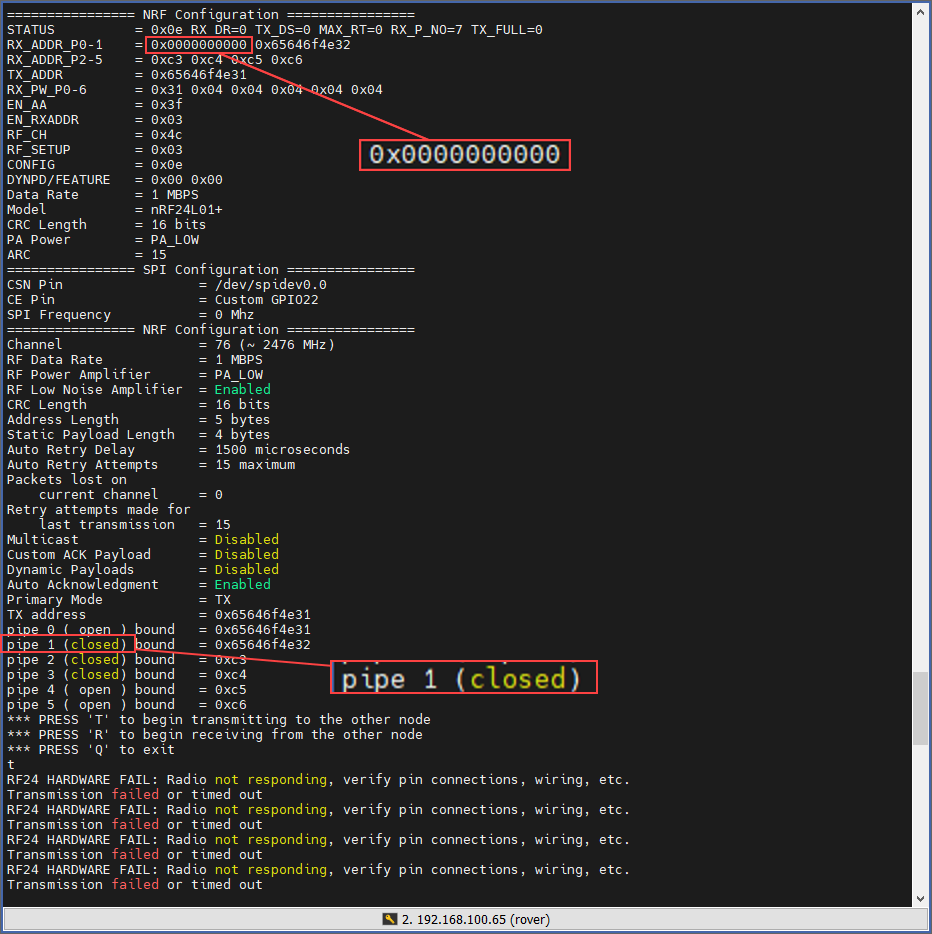 ================ NRF Configuration ================
STATUS = 0x0e RX_DR=0 TX_DS=0 MAX_RT=0 RX_P_NO=7 TX_FULL=0
RX_ADDR_P0-1 = 0x0000000000 0x65646f4e32
RX_ADDR_P2-5 = 0xc3 0xc4 0xc5 0xc6
TX_ADDR = 0x65646f4e31
RX_PW_P0-6 = 0x31 0x04 0x04 0x04 0x04 0x04
EN_AA = 0x3f
EN_RXADDR = 0x03
RF_CH = 0x4c
0x0000000000
RF_SETUP = 0x03
CONFIG = 0x0e
DYNPD/FEATURE = 0x00 0x00
Data Rate = 1 MBPS
Model = nRF24L01+
CRC Length = 16 bits
PA Power = PA_LOW
ARC = 15
================ SPI Configuration ================
CSN Pin = /dev/spidev0.0
CE Pin = Custom GPIO22
SPI Frequency = 0 Mhz
================ NRF Configuration ================
Channel = 76 (~ 2476 MHz)
RF Data Rate = 1 MBPS
RF Power Amplifier = PA_LOW
RF Low Noise Amplifier = Enabled
CRC Length = 16 bits
Address Length = 5 bytes
Static Payload Length = 4 bytes
Auto Retry Delay = 1500 microseconds
Auto Retry Attempts = 15 maximum
Packets lost on
current channel = 0
Retry attempts made for
last transmission = 15
Multicast = Disabled
Custom ACK Payload = Disabled
Dynamic Payloads = Disabled
Auto Acknowledgment = Enabled
Primary Mode = TX
TX address = 0x65646f4e31
pipe 0 ( open ) bound = 0x65646f4e31
pipe 1 (closed) bound = 0x65646f4e32
pipe 2 (closed) bound = 0xc3
pipe 3 (closed) bound = 0xc4
pipe 1 (closed)
pipe 4 ( open ) bound = 0xc5
pipe 5 ( open ) bound = 0xc6
*** PRESS 'T' to begin transmitting to the other node
*** PRESS 'R' to begin receiving from the other node
*** PRESS 'Q' to exit
t
RF24 HARDWARE FAIL: Radio not responding, verify pin connections, wiring, etc.
Transmission failed or timed out
RF24 HARDWARE FAIL: Radio not responding, verify pin connections, wiring, etc.
Transmission failed or timed out
RF24 HARDWARE FAIL: Radio not responding, verify pin connections, wiring, etc.
Transmission failed or timed out
RF24 HARDWARE FAIL: Radio not responding, verify pin connections, wiring, etc.
Transmission failed or timed out
2. 192.168.100.65 (rover)